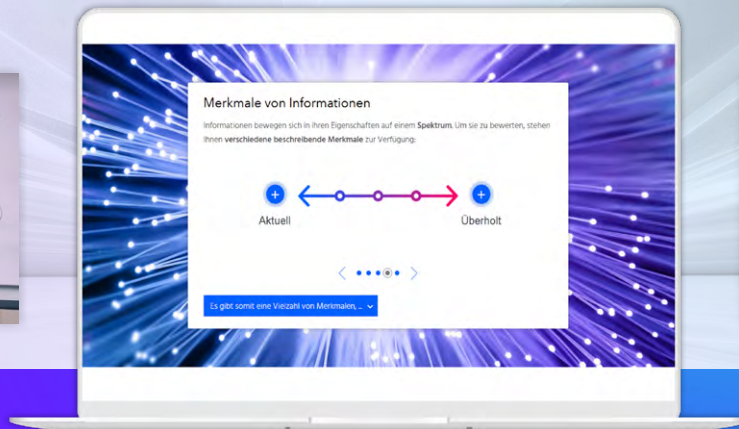 Merkmale von Informationen
Informationen bewegen sich in ihren Eigenschaften auf einem Spektrum. Um sie zu bewerten, stehen
Ihnen verschiedene beschreibende Merkmale zur Verfügung:
Aktuell
Überholt
Es gibt somit eine Vielzahl von Merkmalen, ...